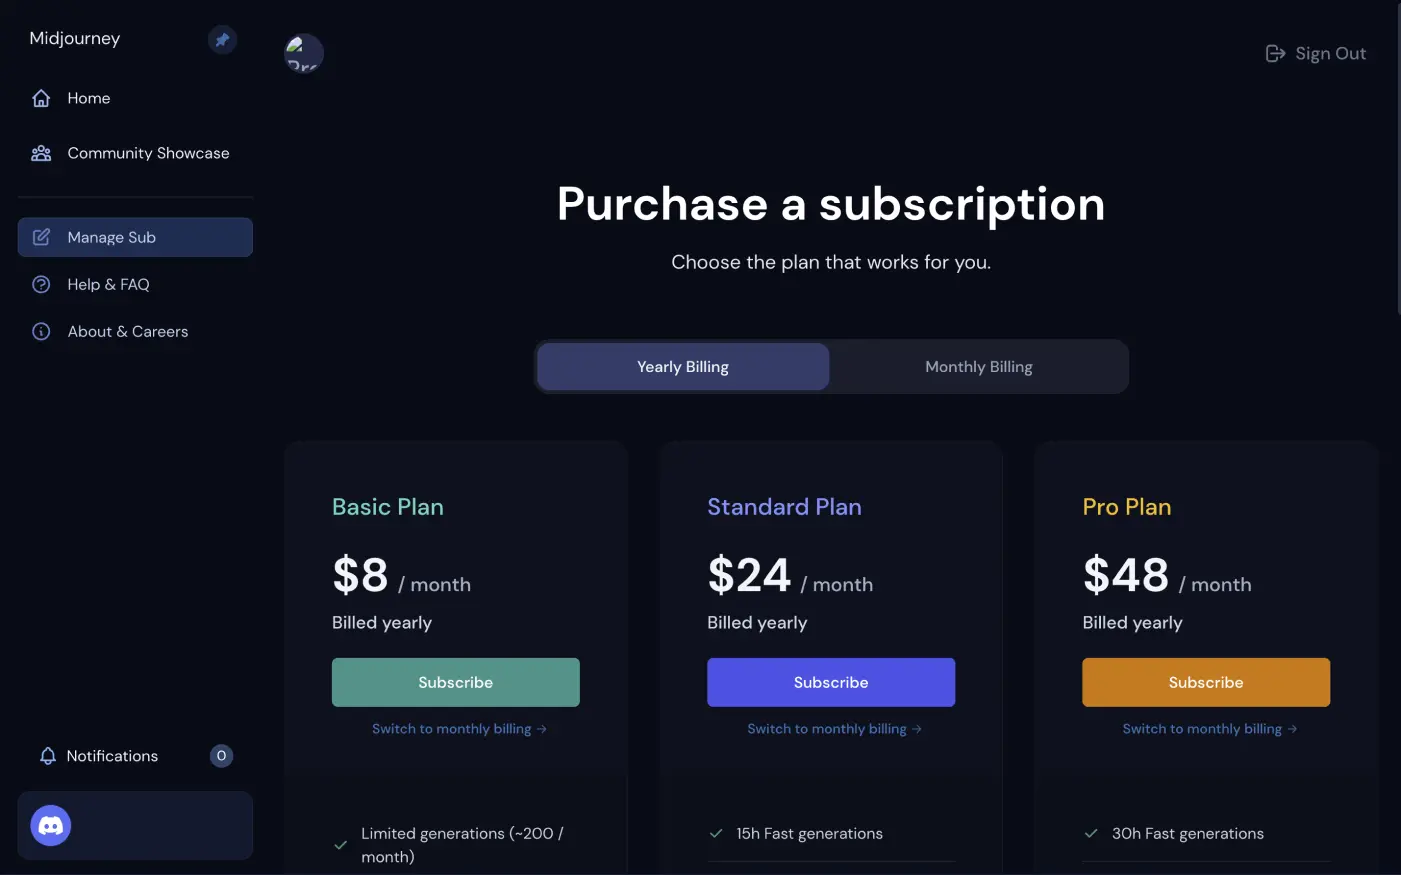 Midjourney
Home
Community Showcase
Manage Sub
Help & FAQ
About & Careers
Notifications
0
Sign Out
Purchase a subscription
Choose the plan that works for you.
Yearly Billing
Monthly Billing
Basic Plan
$8 / month
Billed yearly
Subscribe
Switch to monthly billing →
Limited generations (~200 /
month)
Standard Plan
$24 / month
Billed yearly
Subscribe
Switch to monthly billing →
15h Fast generations
Pro Plan
$48 / month
Billed yearly
Subscribe
Switch to monthly billing →
30h Fast generations